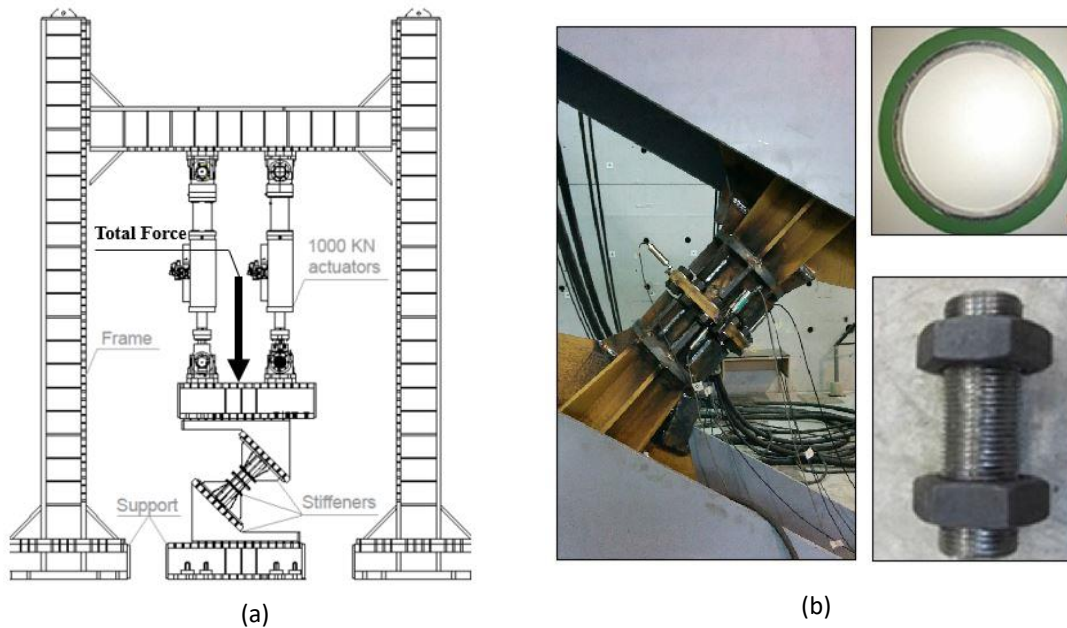 Total Force
1000 KN
actuators
Frame
Support
Stiffeners
(a)
(b)